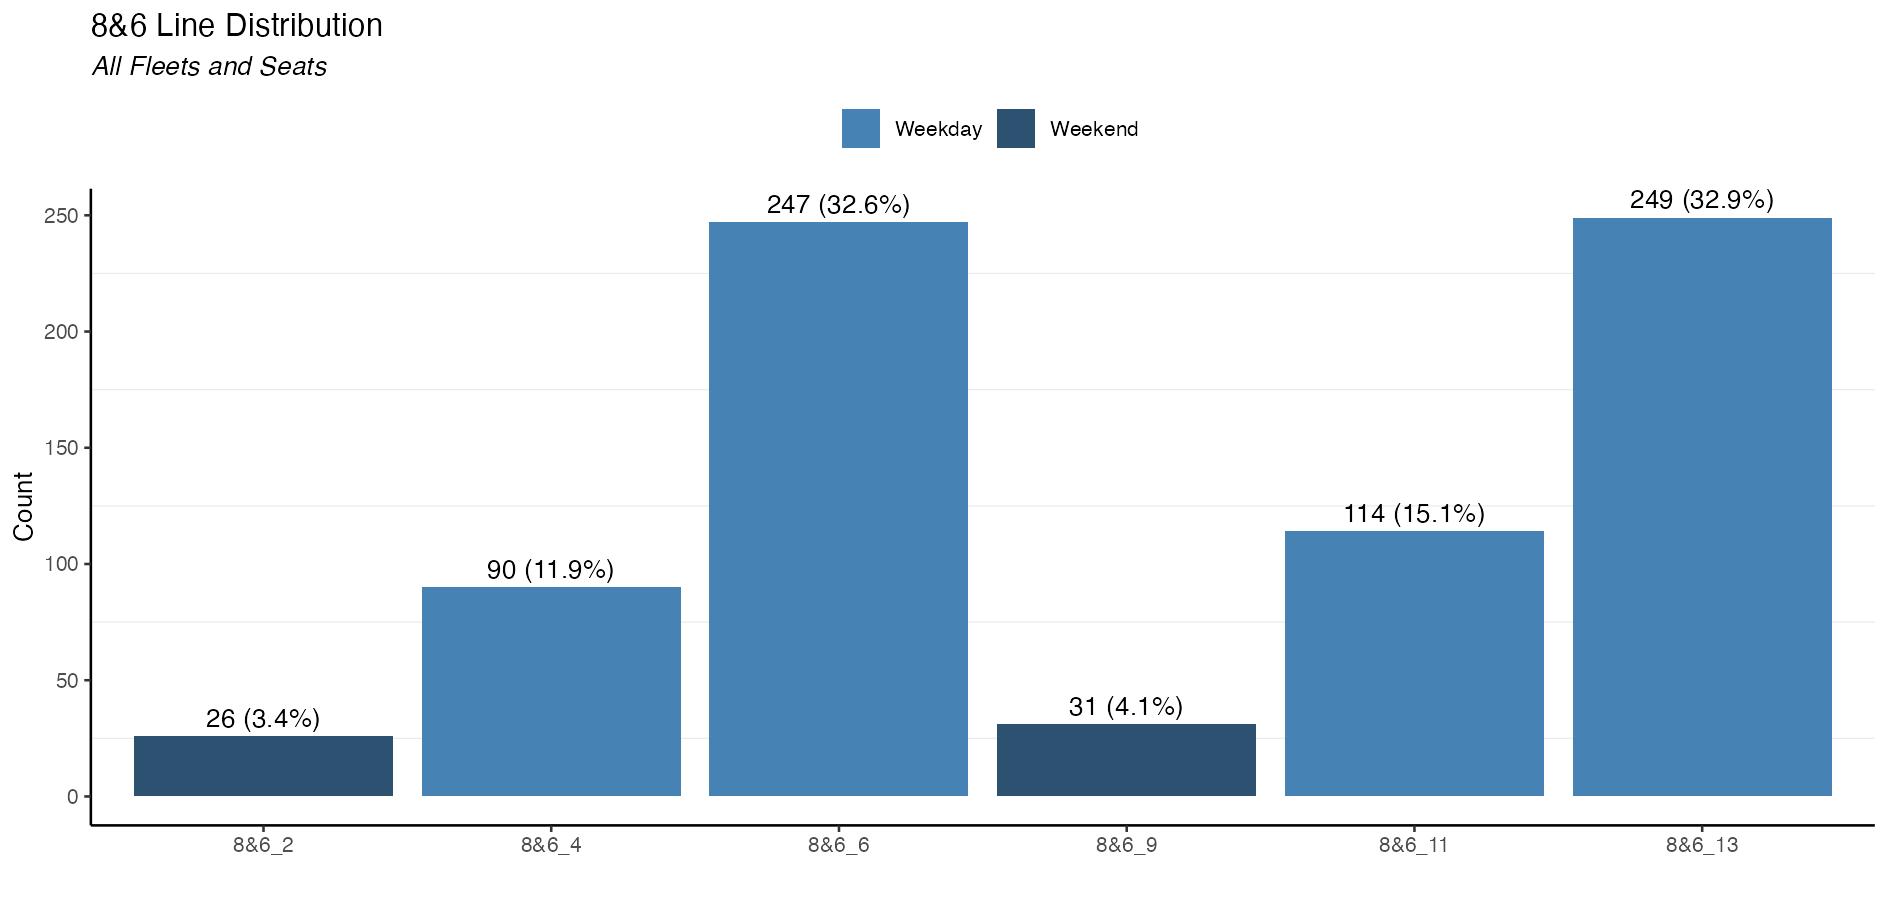 8&6 Line Distribution
All Fleets and Seats
Weekday Weekend
Count
250
200
150
100
50
0
26 (3.4%)
90 (11.9%)
247 (32.6%)
31 (4.1%)
114 (15.1%)
249 (32.9%)
8&6_2 8&6_4 8&6_6 8&6_9 8&6_11 8&6_13